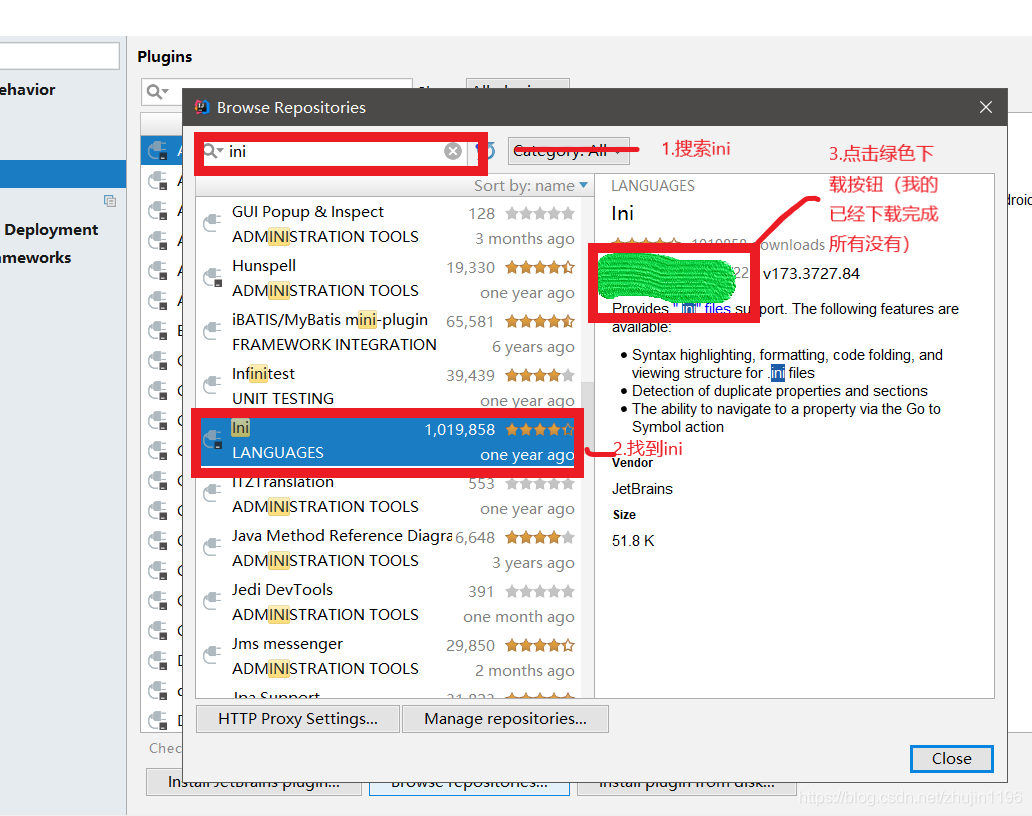 Plugins
ehavior
Deployment
ameworks
Browse Repositories
ini
Category: All
1.搜索ini
3.点击绿色下
载按钮（我的
已经下载完成
所有没有）
Sort by: name
GUI Popup & Inspect 128
ADMINISTRATION TOOLS 3 months ago
Hunspell 19,330
ADMINISTRATION TOOLS one year ago
iBATIS/MyBatis mini-plugin 65,581
FRAMEWORK INTEGRATION 6 years ago
Infinitest 39,439
UNIT TESTING one year ago
Ini 1,019,858
LANGUAGES one year ago
2.找到ini
ITZTranslation 553
ADMINISTRATION TOOLS one year ago
Java Method Reference Diagra 6,648
ADMINISTRATION TOOLS 3 years ago
Jedi DevTools 391
ADMINISTRATION TOOLS one month ago
Jms messenger 29,850
ADMINISTRATION TOOLS 2 months ago
Jpa Support
LANGUAGES
Ini
1019858 downloads
v173.3727.84
Provides ".ini" files support. The following features are
available:
Syntax highlighting, formatting, code folding, and
viewing structure for .ini files
Detection of duplicate properties and sections
The ability to navigate to a property via the Go to
Symbol action
Vendor
JetBrains
Size
51.8 K
HTTP Proxy Settings...
Manage repositories...
Close
Chec
Install JetBrains plugin...
Browse repositories...
Install plugin from disk...
https://blog.csdn.net/zhujin1196